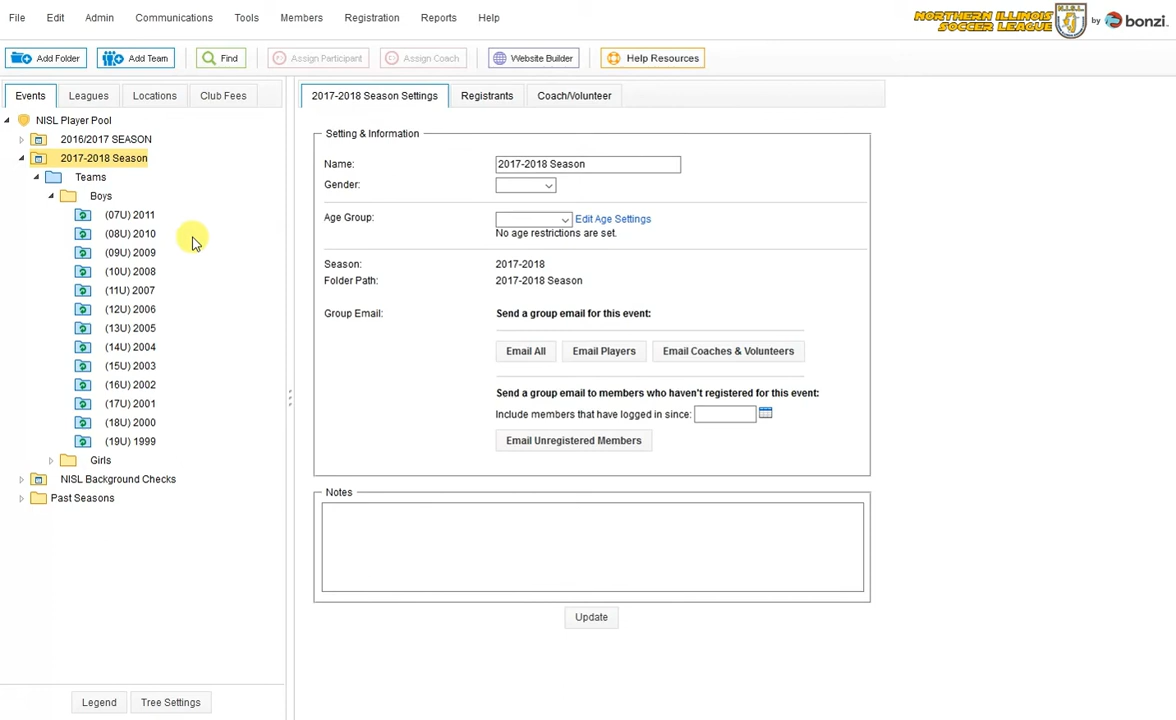 File Edit Admin Communications Tools Members Registration Reports Help
NORTHERN ILLINOIS SOCCER LEAGUE N.I.S.L. by bonzi.
Add Folder Add Team Find Assign Participant Assign Coach Website Builder Help Resources
Events Leagues Locations Club Fees
NISL Player Pool
2016/2017 SEASON
2017-2018 Season
Teams
Boys
(07U) 2011
(08U) 2010
(09U) 2009
(10U) 2008
(11U) 2007
(12U) 2006
(13U) 2005
(14U) 2004
(15U) 2003
(16U) 2002
(17U) 2001
(18U) 2000
(19U) 1999
Girls
NISL Background Checks
Past Seasons
Legend Tree Settings
2017-2018 Season Settings Registrants Coach/Volunteer
Setting & Information
Name: 2017-2018 Season
Gender:
Age Group: Edit Age Settings
No age restrictions are set.
Season: 2017-2018
Folder Path: 2017-2018 Season
Group Email: Send a group email for this event:
Email All Email Players Email Coaches & Volunteers
Send a group email to members who haven't registered for this event:
Include members that have logged in since:
Email Unregistered Members
Notes
Update